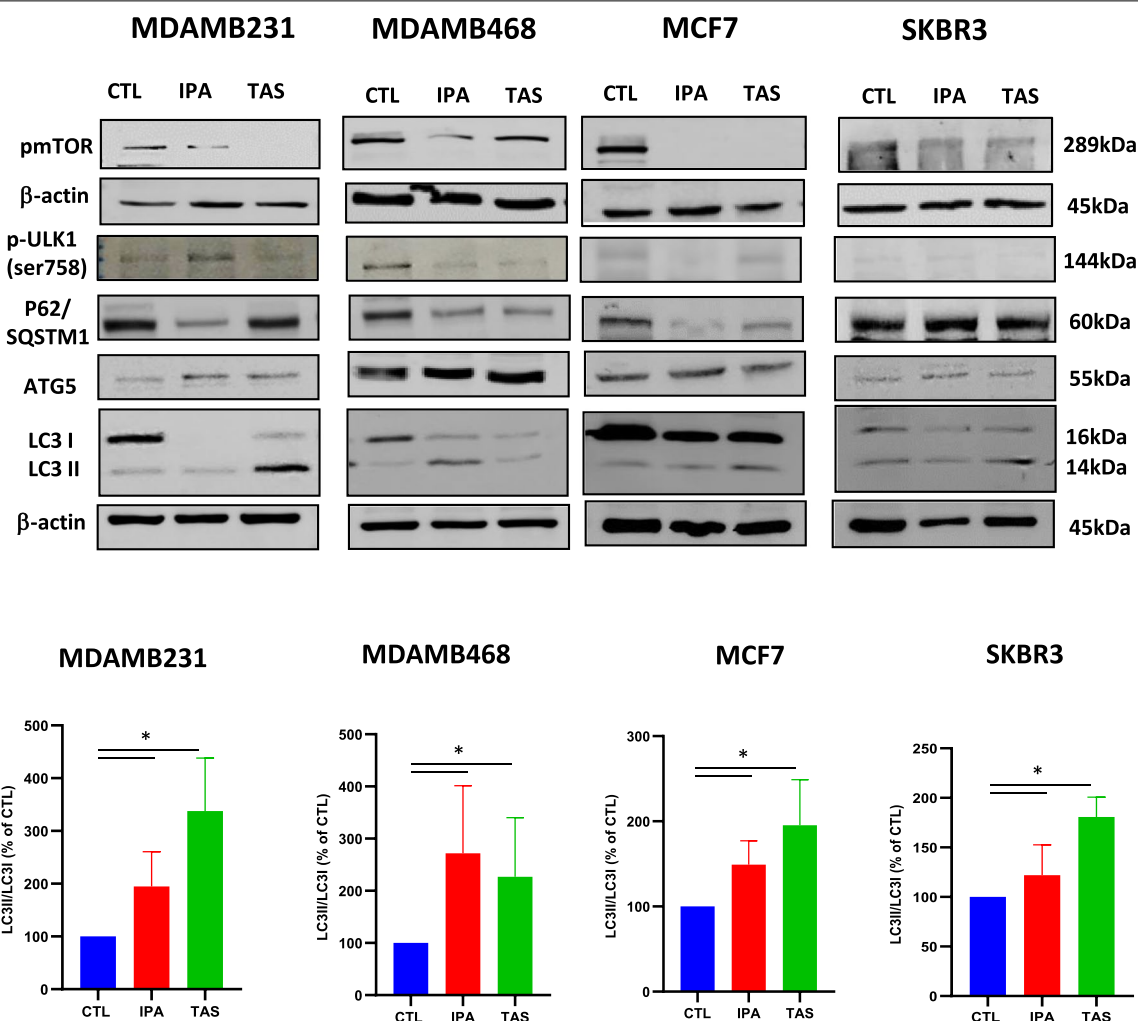 MDAMB231 MDAMB468 MCF7 SKBR3
CTL IPA TAS CTL IPA TAS CTL IPA TAS CTL IPA TAS
pmTOR 289kDa
β-actin 45kDa
p-ULK1
(ser758) 144kDa
P62/
SQSTM1 60kDa
ATG5 55kDa
LC3 I 16kDa
LC3 II 14kDa
β-actin 45kDa
MDAMB231
LC3II/LC3I (% of CTL)
500
400
300
200
100
0
*
CTL IPA TAS
MDAMB468
LC3II/LC3I (% of CTL)
500
400
300
200
100
0
*
CTL IPA TAS
MCF7
LC3II/LC3I (% of CTL)
300
200
100
0
*
CTL IPA TAS
SKBR3
LC3II/LC3I (% of CTL)
250
200
150
100
50
0
*
CTL IPA TAS